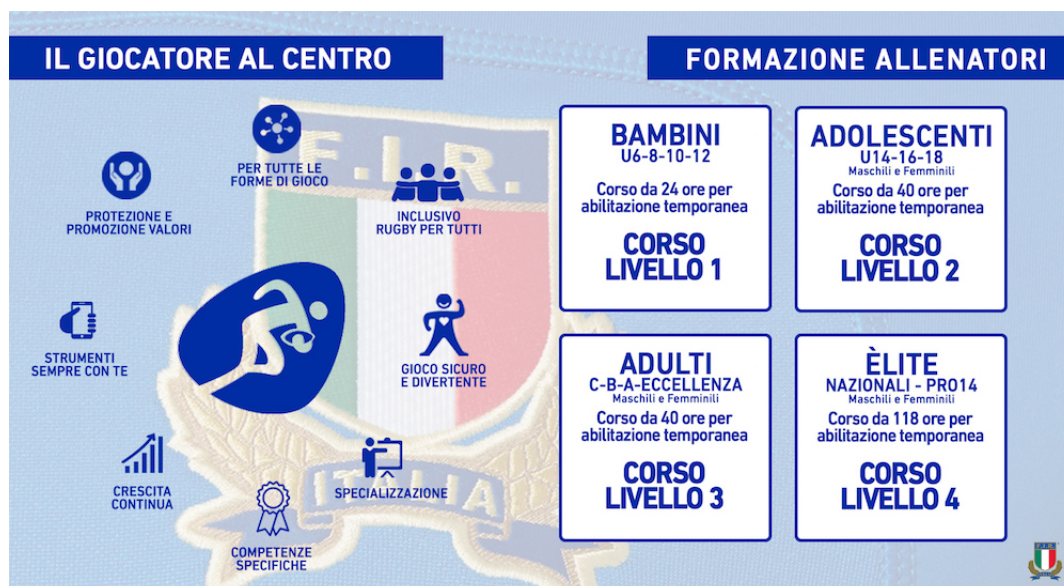 IL GIOCATORE AL CENTRO
FORMAZIONE ALLENATORI
F.I.R.
PER TUTTE LE
FORME DI GIOCO
PROTEZIONE E
PROMOZIONE VALORI
INCLUSIVO
RUGBY PER TUTTI
STRUMENTI
SEMPRE CON TE
GIOCO SICURO
E DIVERTENTE
CRESCITA
CONTINUA
SPECIALIZZAZIONE
COMPETENZE
SPECIFICHE
ITALIA
BAMBINI
U6-8-10-12
Corso da 24 ore per
abilitazione temporanea
CORSO
LIVELLO 1
ADOLESCENTI
U14-16-18
Maschili e Femminili
Corso da 40 ore per
abilitazione temporanea
CORSO
LIVELLO 2
ADULTI
C-B-A-ECCELLENZA
Maschili e Femminili
Corso da 40 ore per
abilitazione temporanea
CORSO
LIVELLO 3
ÈLITE
NAZIONALI - PRO14
Maschili e Femminili
Corso da 118 ore per
abilitazione temporanea
CORSO
LIVELLO 4
F.I.R.